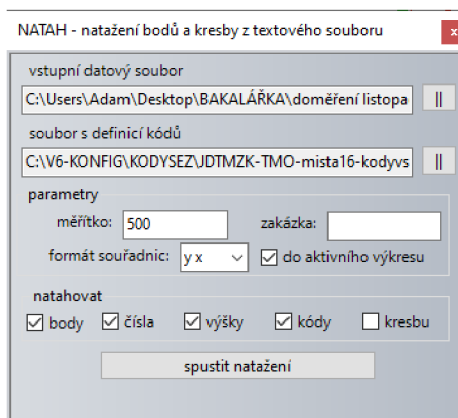 NATAH - natažení bodů a kresby z textového souboru x
vstupní datový soubor
C:\Users\Adam\Desktop\BAKALÁŘKA\doměření listopa ||
soubor s definicí kódů
C:\V6-KONFIG\KODYSEZ\JDTMZK-TMO-mista16-kodyvs ||
parametry
měřítko: 500 zakázka:
formát souřadnic: y x do aktivního výkresu
natahovat
body čísla výšky kódy kresbu
spustit natažení